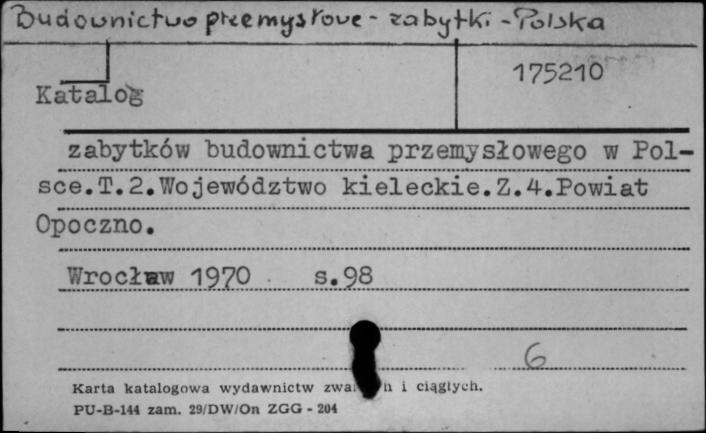 Budownictwo przemysłowe - zabytki - Polska
175210
Katalog
zabytków budownictwa przemysłowego w Pol-
sce.T.2.Województwo kieleckie.Z.4.Powiat
Opoczno.
Wrocław 1970 s.98
6
Karta katalogowa wydawnictw i ciągłych.
PU-B-144 zam. 29/DW/On ZGG - 204